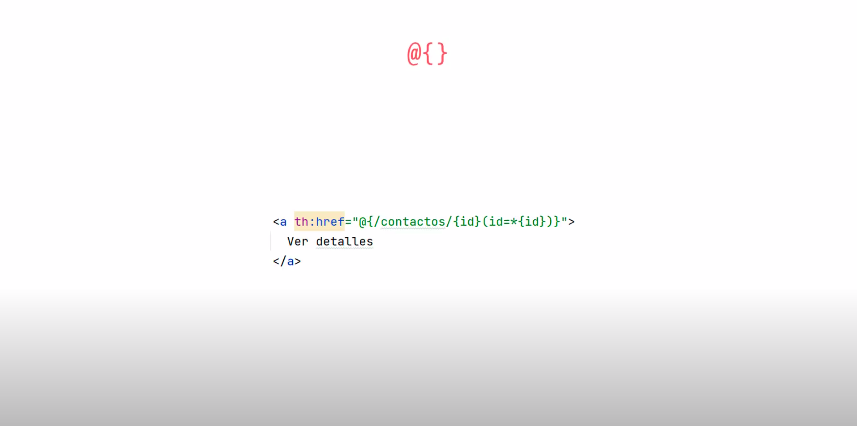 @{}
<a th:href="@{/contactos/{id}(id=*{id})}">
Ver detalles
</a>